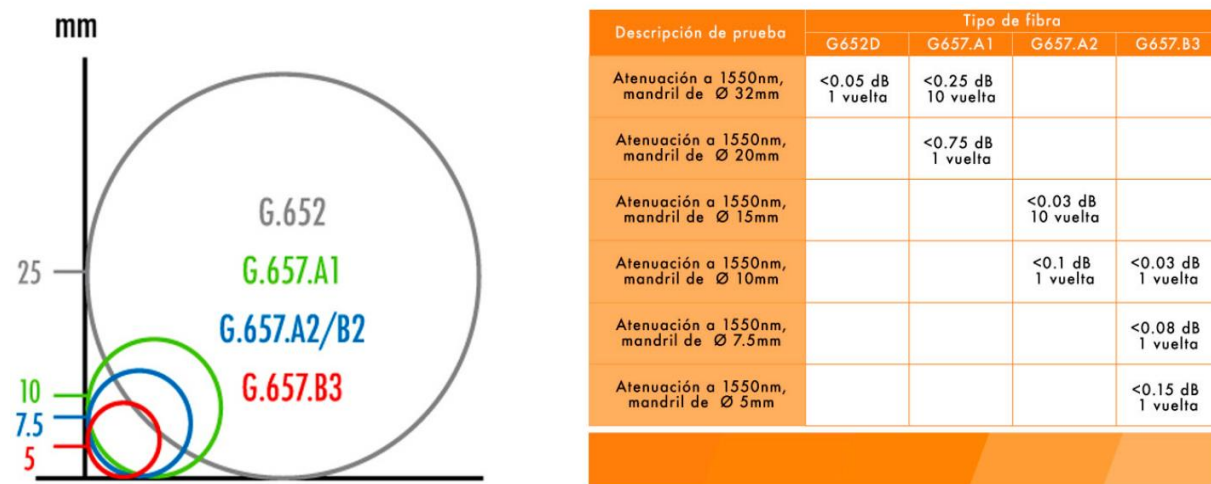 mm
25
10
7.5
5
G.652
G.657.A1
G.657.A2/B2
G.657.B3
Descripción de prueba
Tipo de fibra
G652D G657.A1 G657.A2 G657.B3
Atenuación a 1550nm,
mandril de Ø 32mm
<0.05 dB
1 vuelta
<0.25 dB
10 vuelta
Atenuación a 1550nm,
mandril de Ø 20mm
<0.75 dB
1 vuelta
Atenuación a 1550nm,
mandril de Ø 15mm
<0.03 dB
10 vuelta
Atenuación a 1550nm,
mandril de Ø 10mm
<0.1 dB
1 vuelta
<0.03 dB
1 vuelta
Atenuación a 1550nm,
mandril de Ø 7.5mm
<0.08 dB
1 vuelta
Atenuación a 1550nm,
mandril de Ø 5mm
<0.15 dB
1 vuelta